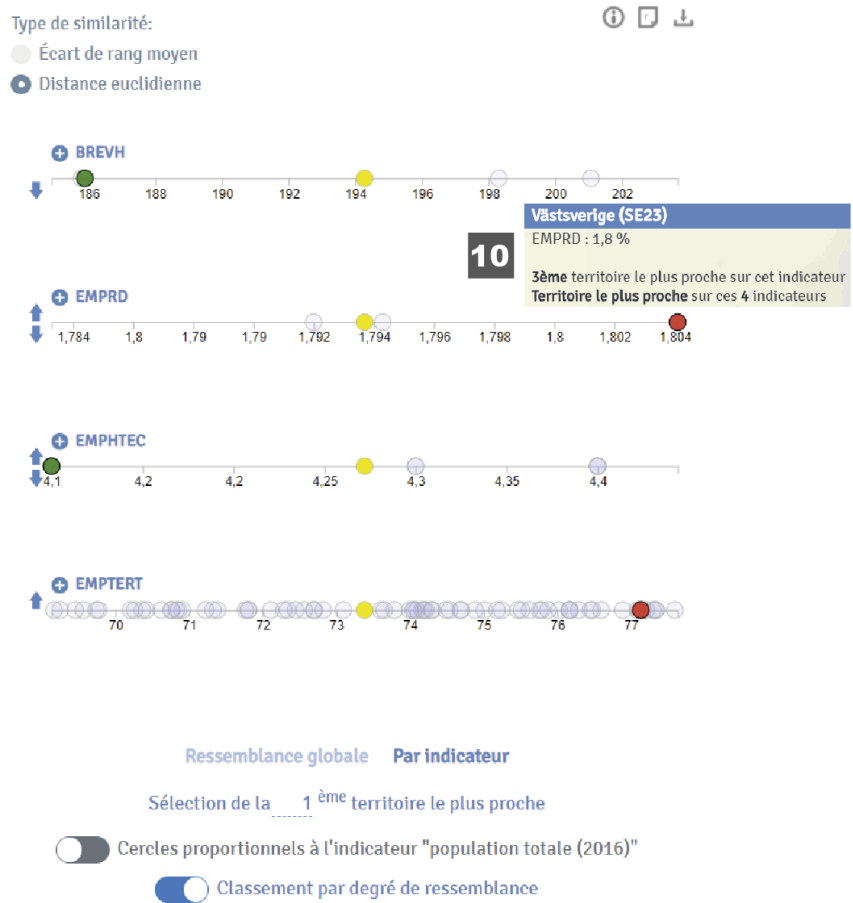 Type de similarité:
Écart de rang moyen
Distance euclidienne
BREVH
186 188 190 192 194 196 198 200 202
Västsverige (SE23)
10
EMPRD : 1,8 %
3ème territoire le plus proche sur cet indicateur
Territoire le plus proche sur ces 4 indicateurs
EMPRD
1,784 1,8 1,79 1,79 1,792 1,794 1,796 1,798 1,8 1,802 1,804
EMPHTEC
4,1 4,2 4,2 4,25 4,3 4,35 4,4
EMPTERT
70 71 72 73 74 75 76 77
Ressemblance globale Par indicateur
Sélection de la 1 ème territoire le plus proche
Cercles proportionnels à l'indicateur "population totale (2016)"
Classement par degré de ressemblance